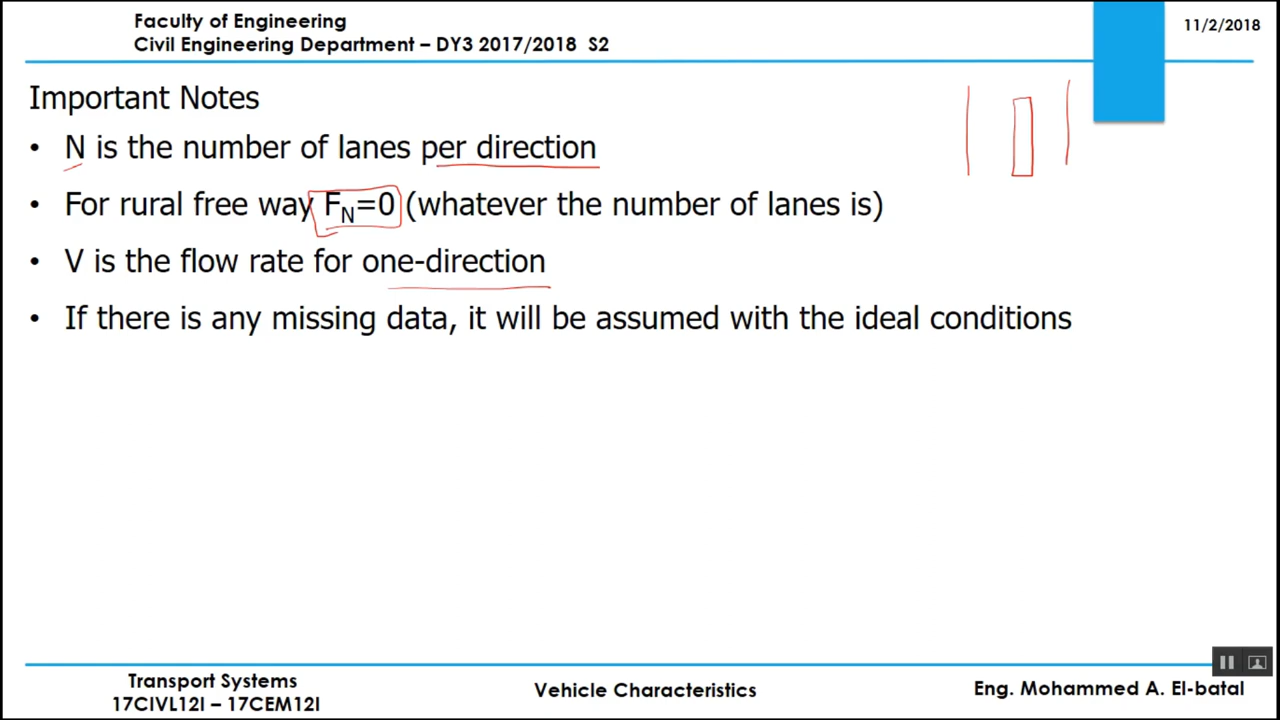 Faculty of Engineering
Civil Engineering Department – DY3 2017/2018 S2
11/2/2018
Important Notes
• N is the number of lanes per direction
• For rural free way FN=0 (whatever the number of lanes is)
• V is the flow rate for one-direction
• If there is any missing data, it will be assumed with the ideal conditions
Transport Systems
17CIVL12I – 17CEM12I
Vehicle Characteristics
Eng. Mohammed A. El-batal